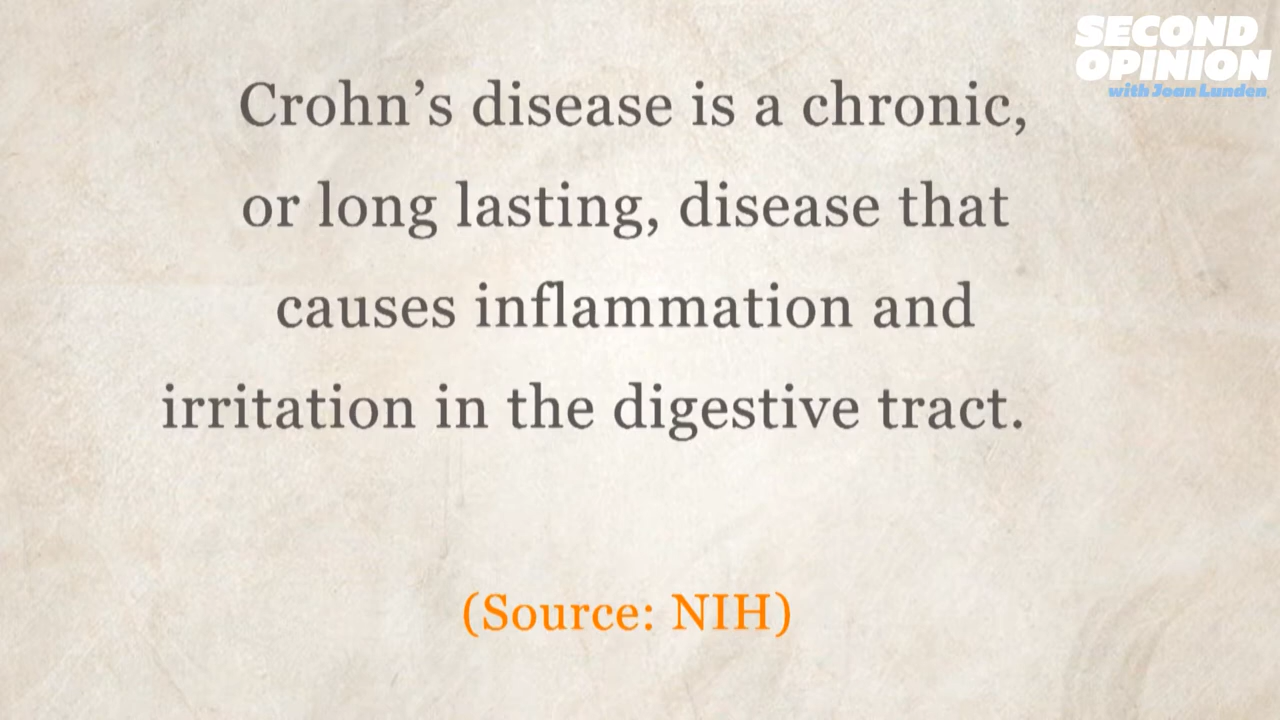 SECOND
OPINION
with Joan Lunden
Crohn’s disease is a chronic,
or long lasting, disease that
causes inflammation and
irritation in the digestive tract.
(Source: NIH)